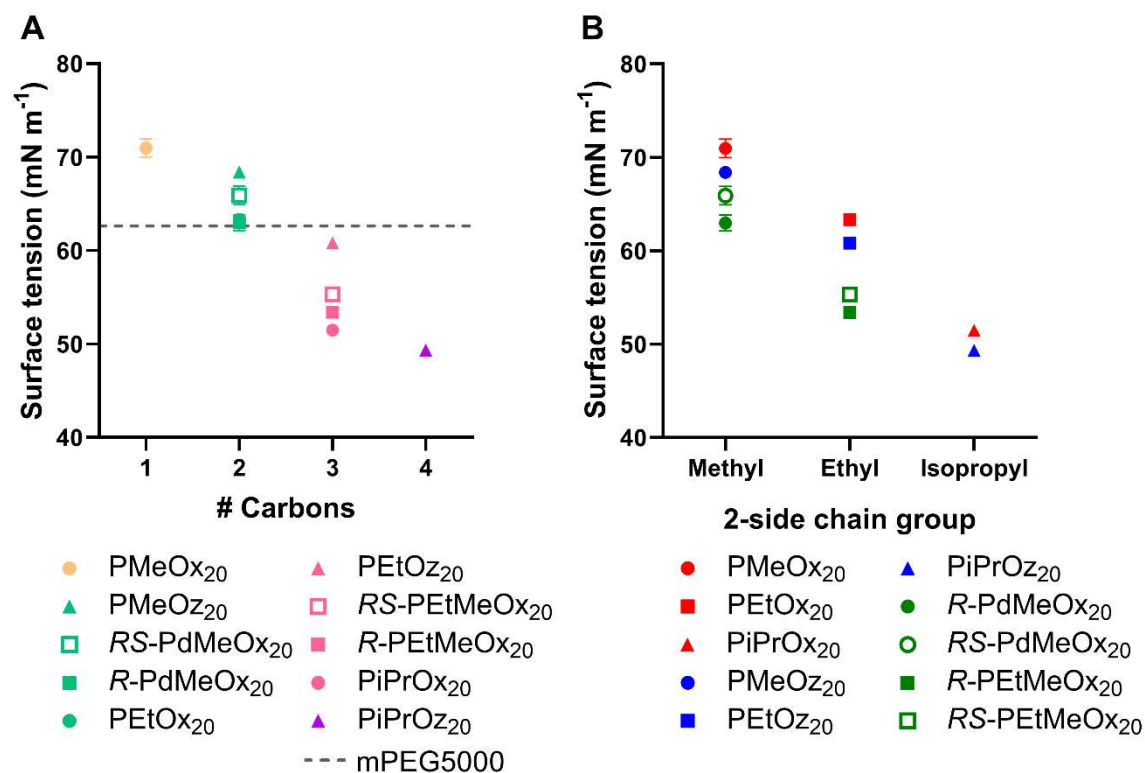 A
Surface tension (mN m⁻¹)
80
70
60
50
40
1 2 3 4
# Carbons
PMeOx₂₀ PEtOz₂₀
PMeOz₂₀ RS-PEtMeOx₂₀
RS-PdMeOx₂₀ R-PEtMeOx₂₀
R-PdMeOx₂₀ PiPrOx₂₀
PEtOx₂₀ PiPrOz₂₀
mPEG5000
B
Surface tension (mN m⁻¹)
80
70
60
50
40
Methyl Ethyl Isopropyl
2-side chain group
PMeOx₂₀ PiPrOz₂₀
PEtOx₂₀ R-PdMeOx₂₀
PiPrOx₂₀ RS-PdMeOx₂₀
PMeOz₂₀ R-PEtMeOx₂₀
PEtOz₂₀ RS-PEtMeOx₂₀